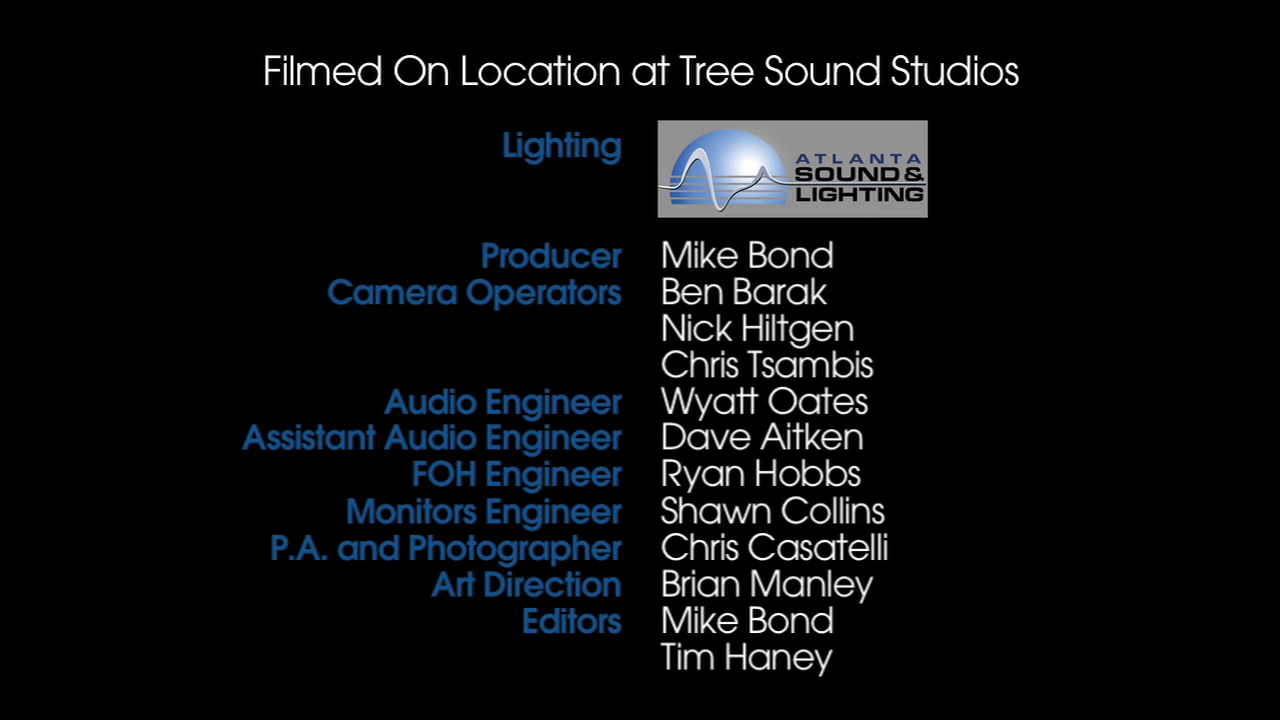 Filmed On Location at Tree Sound Studios
Lighting
ATLANTA
SOUND &
LIGHTING
Producer Mike Bond
Camera Operators Ben Barak
Nick Hiltgen
Chris Tsambis
Audio Engineer Wyatt Oates
Assistant Audio Engineer Dave Aitken
FOH Engineer Ryan Hobbs
Monitors Engineer Shawn Collins
P.A. and Photographer Chris Casatelli
Art Direction Brian Manley
Editors Mike Bond
Tim Haney